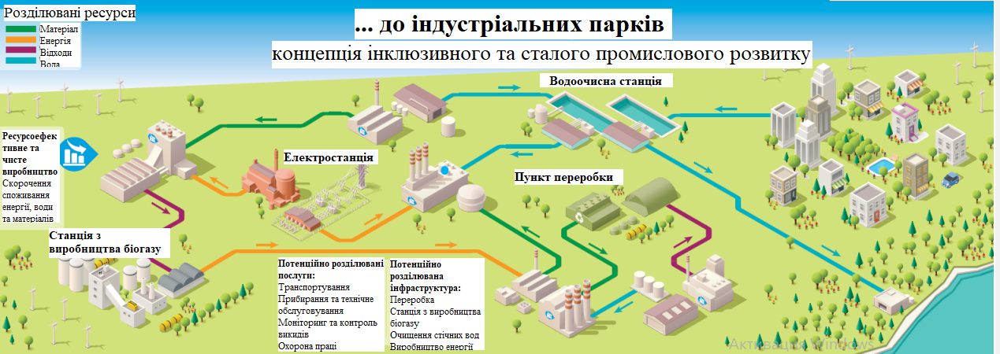 Розділювані ресурси
Матеріал
Енергія
Відходи
Вода
... до індустріальних парків
концепція інклюзивного та сталого промислового розвитку
Водоочисна станція
Ресурсоефек
тивне та
чисте
виробництво
Скорочення
споживання
енергії, води
та матеріалів
Електростанція
Пункт переробки
Станція з
виробництва біогазу
Потенційно розділювані
послуги:
Транспортування
Прибирання та технічне
обслуговування
Моніторинг та контроль
викидів
Охорона праці
Потенційно
розділювана
інфраструктура:
Переробка
Станція з виробництва
біогазу
Очищення стічних вод
Виробництво енергії
Активация Windows